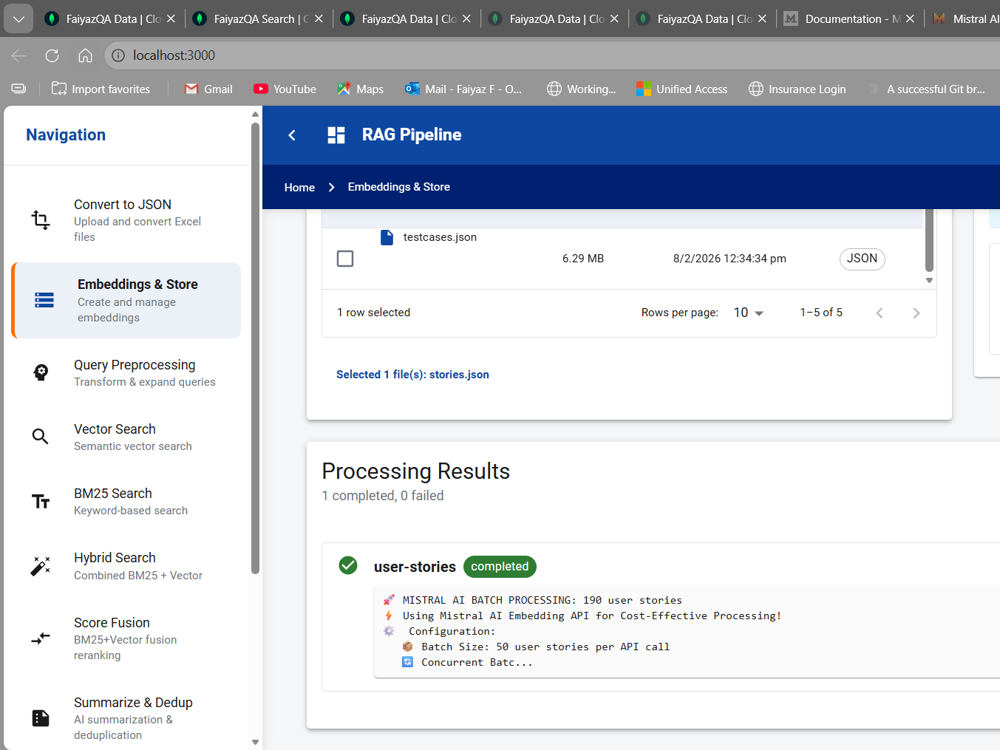 FaiyazQA Data | Clo
FaiyazQA Search | C
FaiyazQA Data | Clo
FaiyazQA Data | Clo
FaiyazQA Data | Clo
Documentation - M
Mistral AI
localhost:3000
Import favorites
Gmail
YouTube
Maps
Mail - Faiyaz F - O...
Working...
Unified Access
Insurance Login
A successful Git br...
Navigation
Convert to JSON
Upload and convert Excel
files
Embeddings & Store
Create and manage
embeddings
Query Preprocessing
Transform & expand queries
Vector Search
Semantic vector search
BM25 Search
Keyword-based search
Hybrid Search
Combined BM25 + Vector
Score Fusion
BM25+Vector fusion
reranking
Summarize & Dedup
AI summarization &
deduplication
RAG Pipeline
Home
Embeddings & Store
testcases.json
6.29 MB
8/2/2026 12:34:34 pm
JSON
1 row selected
Rows per page:
10
1–5 of 5
Selected 1 file(s): stories.json
Processing Results
1 completed, 0 failed
user-stories
completed
🚀 MISTRAL AI BATCH PROCESSING: 190 user stories
⚡ Using Mistral AI Embedding API for Cost-Effective Processing!
⚙️ Configuration:
📦 Batch Size: 50 user stories per API call
🔄 Concurrent Batc...